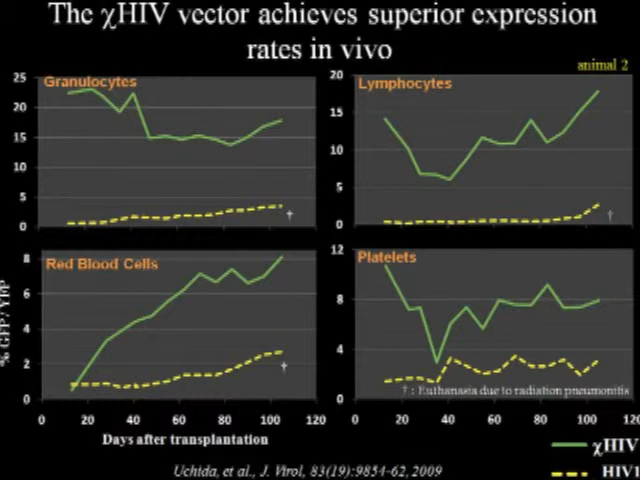 The χHIV vector achieves superior expression
rates in vivo
animal 2
Granulocytes
25
20
15
10
5
0
†
Lymphocytes
20
15
10
5
0
†
Red Blood Cells
8
6
4
2
0
†
0 20 40 60 80 100 120
Platelets
12
8
4
0
† : Euthanasia due to radiation pneumonitis
0 20 40 60 80 100 120
% GFP / YFP
Days after transplantation
χHIV
HIV1
Uchida, et al., J. Virol, 83(19):9854-62, 2009